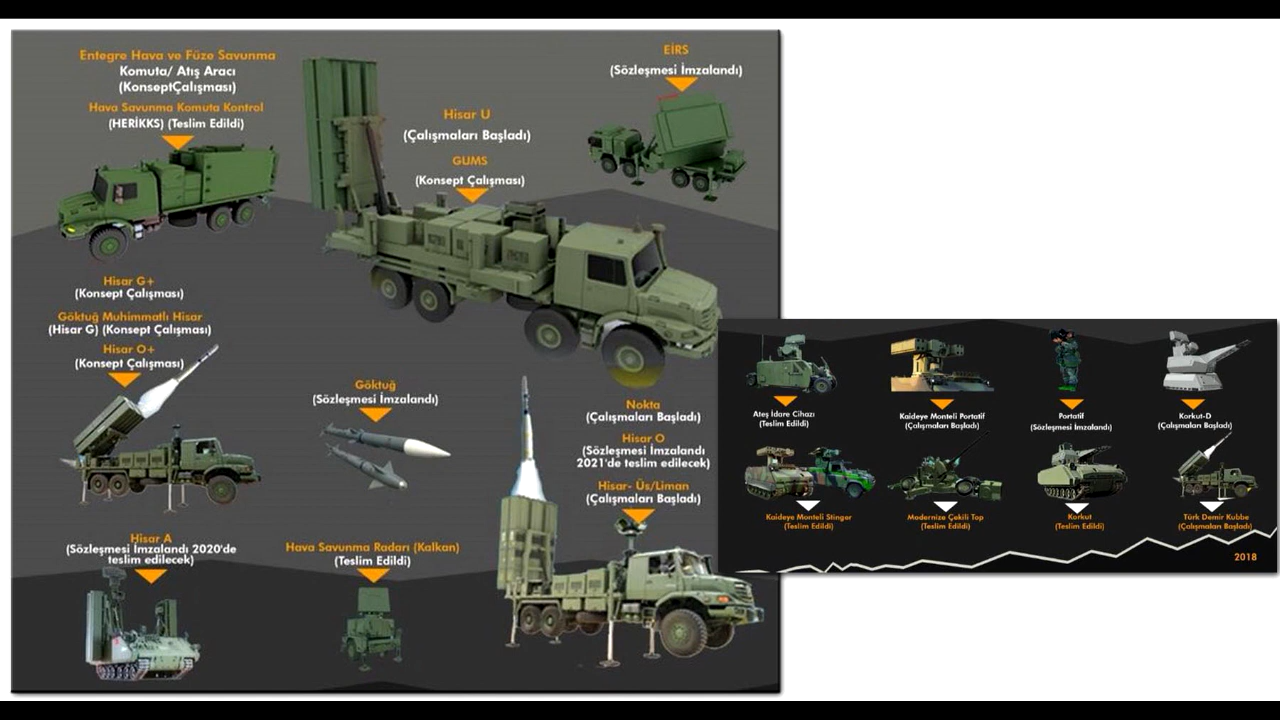 Entegre Hava ve Füze Savunma
Komuta/ Atış Aracı
(KonseptÇalışması)
Hava Savunma Komuta Kontrol
(HERİKKS) (Teslim Edildi)
Hisar U
(Çalışmaları Başladı)
GUMS
(Konsept Çalışması)
EİRS
(Sözleşmesi İmzalandı)
Hisar G+
(Konsept Çalışması)
Göktuğ Muhimmatlı Hisar
(Hisar G) (Konsept Çalışması)
Hisar O+
(Konsept Çalışması)
Göktuğ
(Sözleşmesi İmzalandı)
Nokta
(Çalışmaları Başladı)
Hisar O
(Sözleşmesi İmzalandı
2021'de teslim edilecek)
Hisar- Üs/Liman
(Çalışmaları Başladı)
Hisar A
(Sözleşmesi İmzalandı 2020'de
teslim edilecek)
Hava Savunma Radarı (Kalkan)
(Teslim Edildi)
Ateş İdare Cihazı
(Teslim Edildi)
Kaideye Monteli Portatif
(Çalışmaları Başladı)
Portatif
(Sözleşmesi İmzalandı)
Korkut-D
(Çalışmaları Başladı)
Kaideye Monteli Stinger
(Teslim Edildi)
Modernize Çekili Top
(Teslim Edildi)
Korkut
(Teslim Edildi)
Türk Demir Kubbe
(Çalışmaları Başladı)
2018